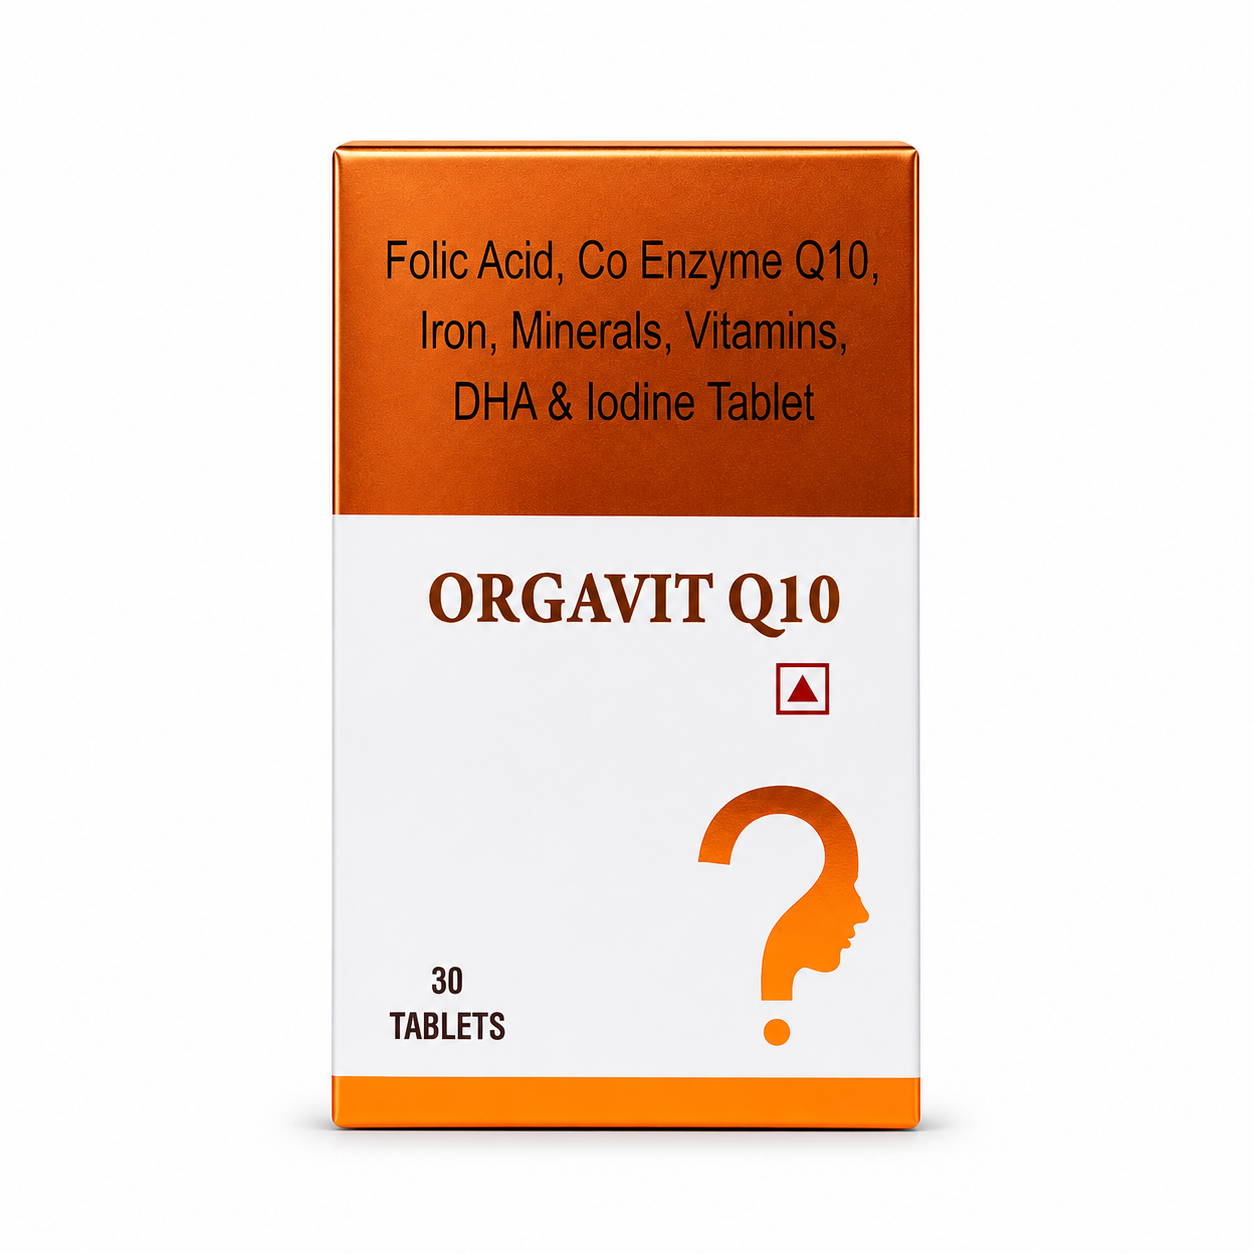 Folic Acid, Co Enzyme Q10,
Iron, Minerals, Vitamins,
DHA & Iodine Tablet
ORGAVIT Q10
30
TABLETS